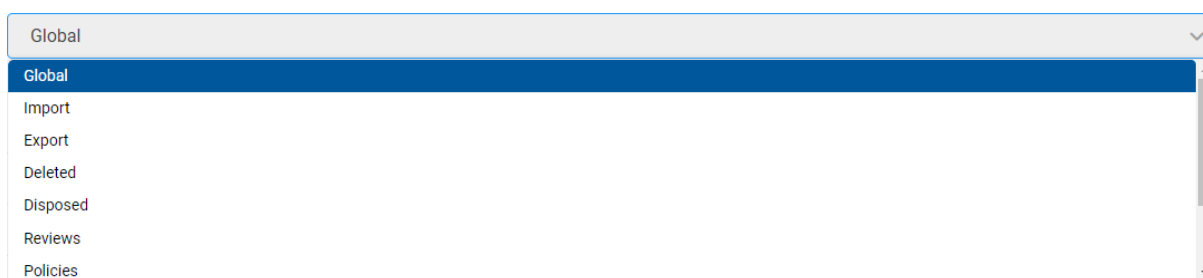 Global
Global
Import
Export
Deleted
Disposed
Reviews
Policies